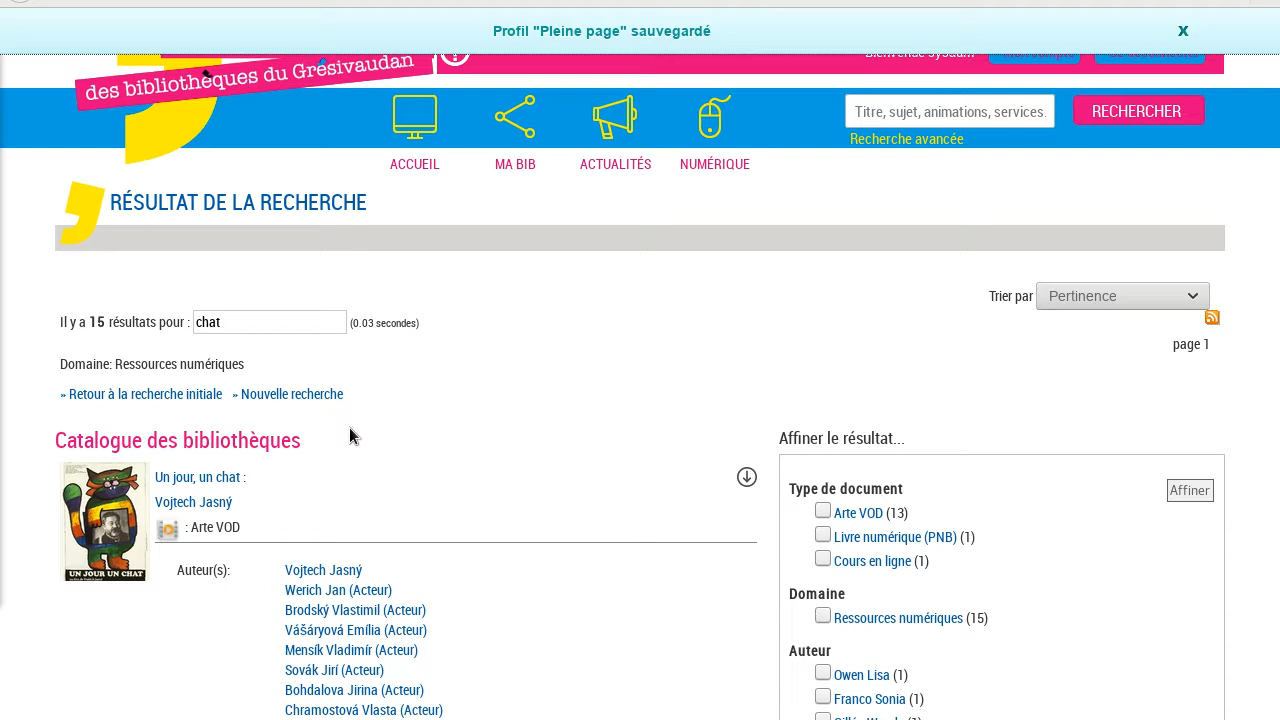 Profil "Pleine page" sauvegardé
X
des bibliothèques du Grésivaudan
Titre, sujet, animations, services.
RECHERCHER
Recherche avancée
ACCUEIL
MA BIB
ACTUALITÉS
NUMÉRIQUE
RÉSULTAT DE LA RECHERCHE
Trier par Pertinence
Il y a 15 résultats pour : chat (0.03 secondes)
page 1
Domaine: Ressources numériques
» Retour à la recherche initiale » Nouvelle recherche
Catalogue des bibliothèques
UN JOUR UN CHAT
Un jour, un chat :
Vojtech Jasný
: Arte VOD
Auteur(s):
Vojtech Jasný
Werich Jan (Acteur)
Brodský Vlastimil (Acteur)
Vášáryová Emília (Acteur)
Mensík Vladimír (Acteur)
Sovák Jirí (Acteur)
Bohdalova Jirina (Acteur)
Chramostová Vlasta (Acteur)
Affiner le résultat...
Type de document
Affiner
Arte VOD (13)
Livre numérique (PNB) (1)
Cours en ligne (1)
Domaine
Ressources numériques (15)
Auteur
Owen Lisa (1)
Franco Sonia (1)